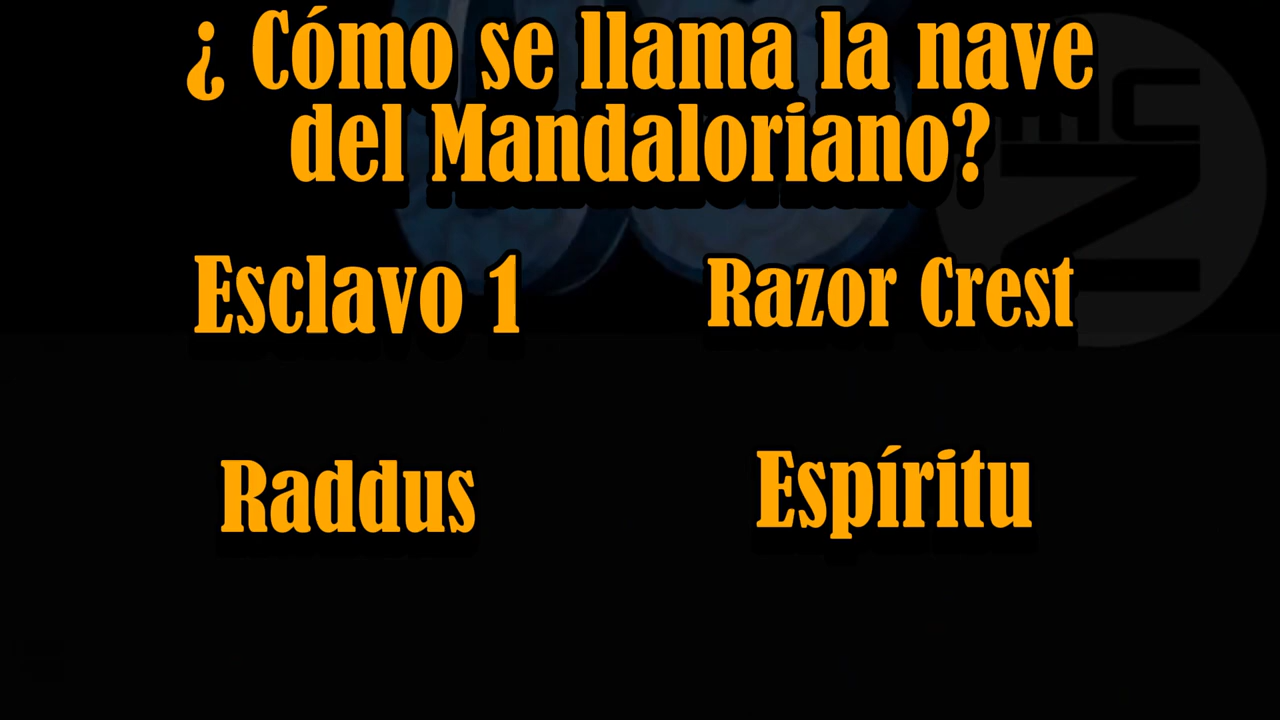 ¿ Cómo se llama la nave
del Mandaloriano?
Esclavo 1
Razor Crest
Raddus
Espíritu